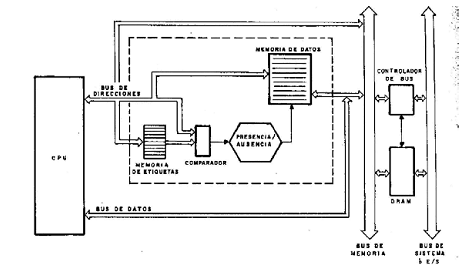 MEMORIA DE DATOS
CONTROLADOR
DE BUS
BUS DE
DIRECCIONES
CPU
PRESENCIA/
AUSENCIA
COMPARADOR
MEMORIA
DE ETIQUETAS
DRAM
BUS DE DATOS
BUS DE
MEMORIA
BUS DE
SISTEMA
ó E/S